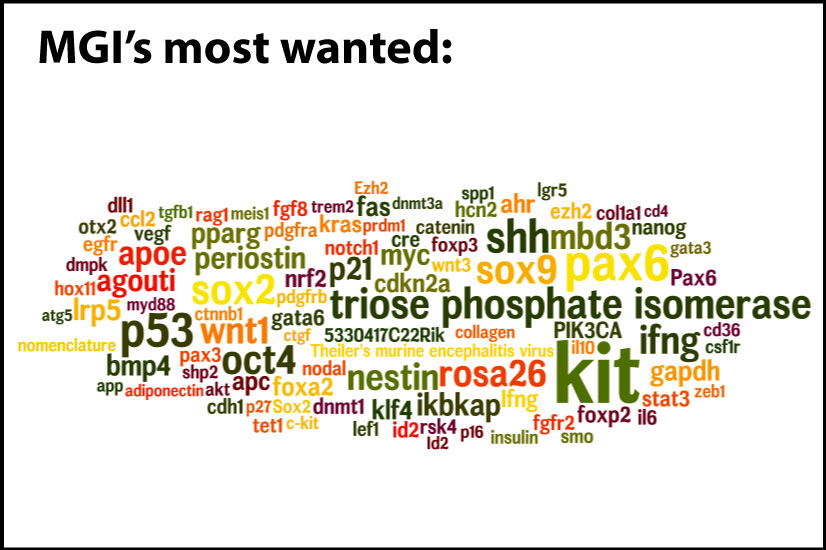 MGI's most wanted:
Ezh2 spp1 lgr5
dll1 tgfb1 rag1 meis1 fgf8 trem2 fas dnmt3a hcn2 ahr ezh2 col1a1 cd4
otx2 ccl2 vegf pparg pdgfra kras prdm1 catenin shh mbd3 nanog
egfr apoe periostin notch1 cre myc foxp3 wnt3 sox9 pax6 gata3
dmpk agouti sox2 nrf2 p21 cdkn2a Pax6
hox11 lrp5 myd88 pdgfrb triose phosphate isomerase
atg5 p53 wnt1 ctnnb1 gata6 ctgf 5330417C22Rik collagen PIK3CA ifng cd36
nomenclature bmp4 pax3 oct4 Theiler's murine encephalitis virus il10 csf1r
shp2 nodal nestin rosa26 kit gapdh
app adiponectin akt apc foxa2 ikbkap lfng stat3 zeb1
cdh1 p27 Sox2 dnmt1 klf4 foxp2 il6
tet1 c-kit lef1 id2 rsk4 p16 insulin fgfr2 smo
Id2